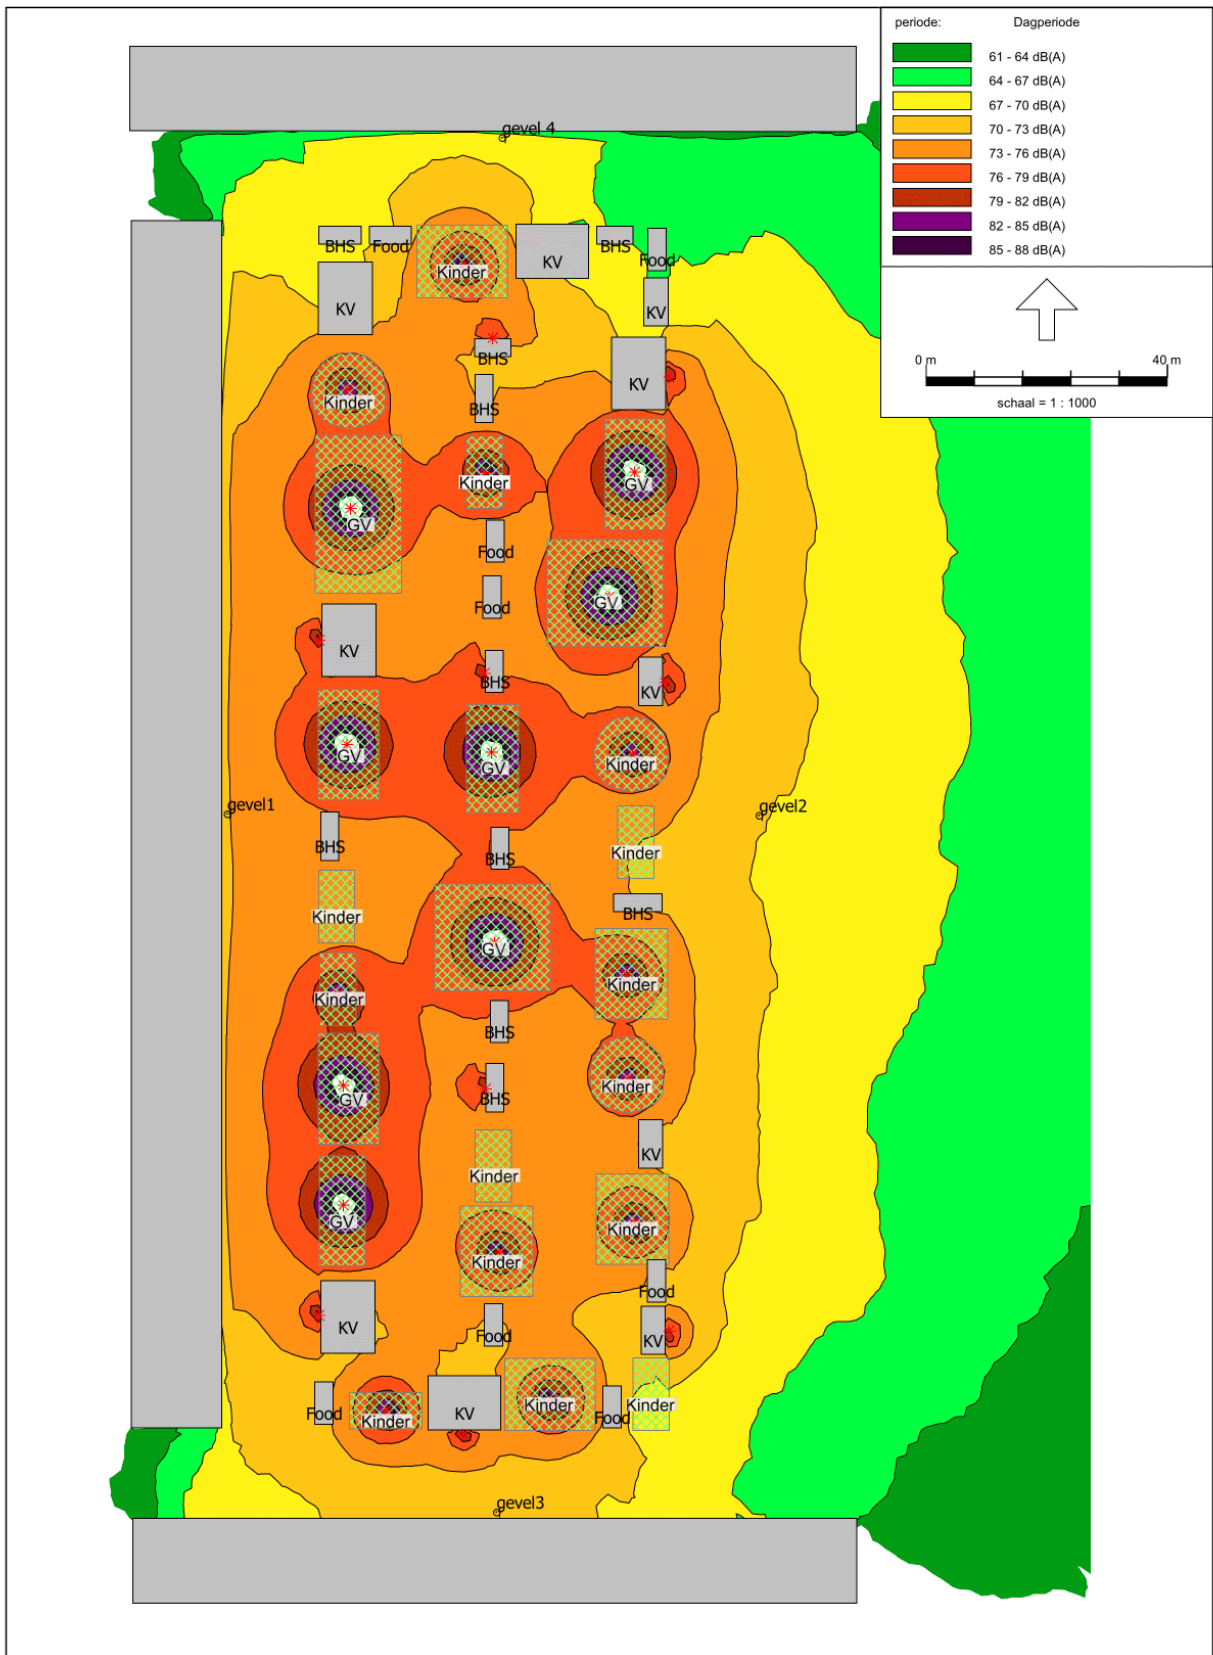 periode: Dagperiode
61 - 64 dB(A)
64 - 67 dB(A)
67 - 70 dB(A)
70 - 73 dB(A)
73 - 76 dB(A)
76 - 79 dB(A)
79 - 82 dB(A)
82 - 85 dB(A)
85 - 88 dB(A)
0 m 40 m
schaal = 1 : 1000
gevel 4
BHS Food Kinder KV BHS Food
KV KV
BHS
KV
Kinder BHS
Kinder GV
GV
Food
Food GV
KV BHS KV
GV GV Kinder
gevel1 gevel2
BHS BHS Kinder
Kinder BHS
GV
Kinder Kinder
BHS
GV BHS Kinder
KV
Kinder
GV Kinder Kinder
Food
KV Food KV
Food Kinder KV Kinder Food Kinder
gevel3